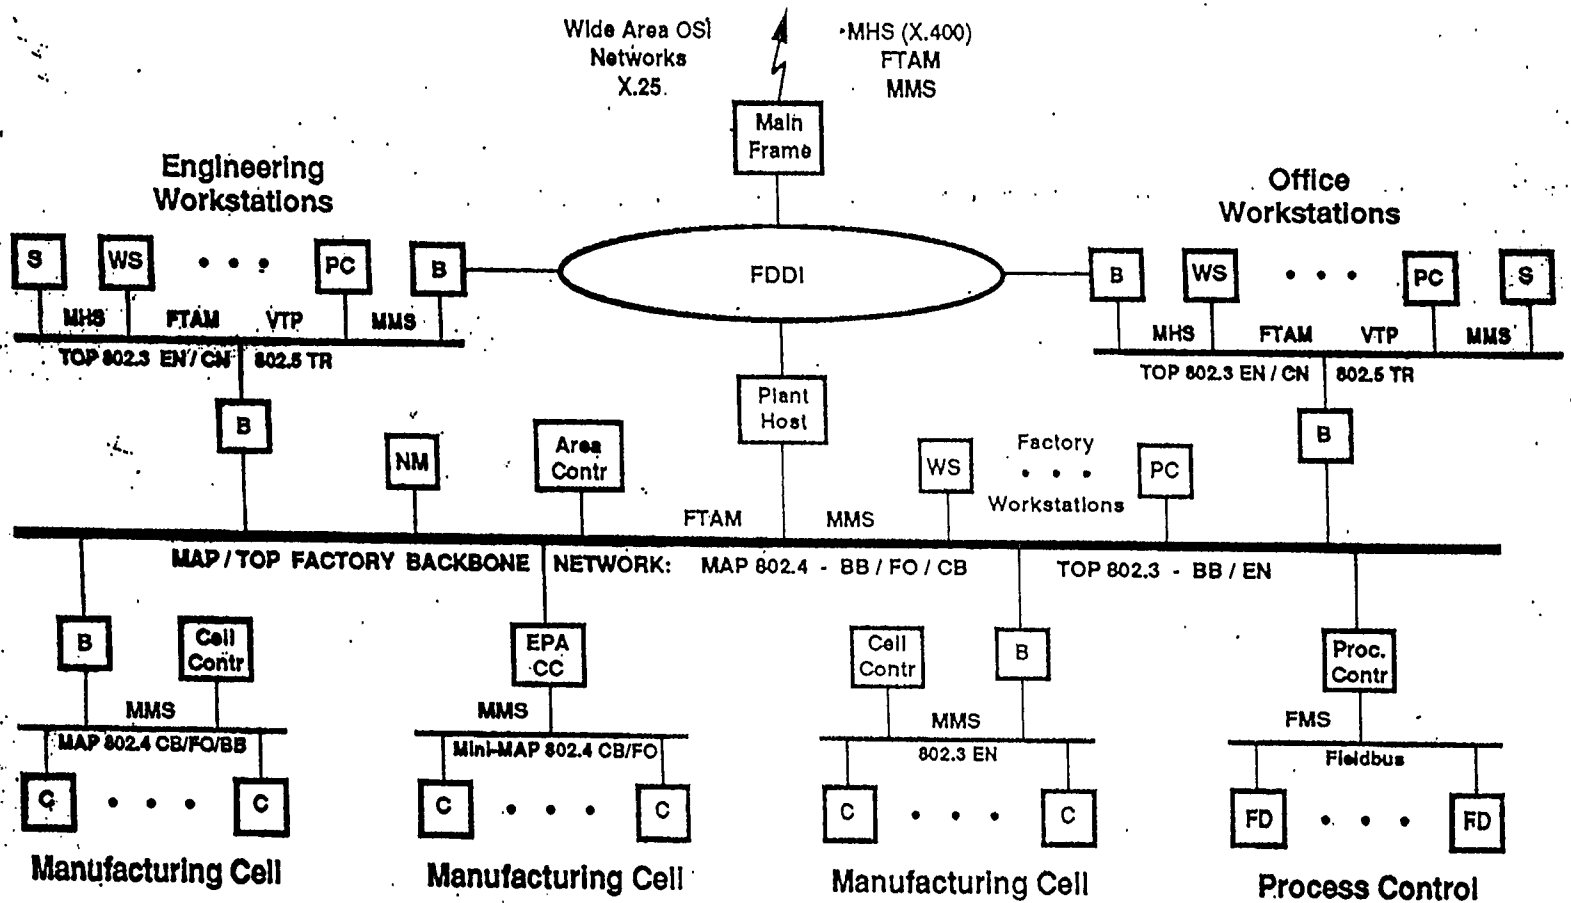 Wide Area OSI
Networks
X.25
MHS (X.400)
FTAM
MMS
Main
Frame
Engineering
Workstations
Office
Workstations
S
WS
PC
B
FDDI
B
WS
PC
S
MHS FTAM VTP MMS
TOP 802.3 EN / CN 802.5 TR
MHS FTAM VTP MMS
TOP 802.3 EN / CN 802.5 TR
B
NM
Area
Contr
Plant
Host
WS
Factory
Workstations
PC
B
FTAM MMS
MAP / TOP FACTORY BACKBONE NETWORK: MAP 802.4 - BB / FO / CB TOP 802.3 - BB / EN
B
Cell
Contr
MMS
MAP 802.4 CB/FO/BB
C
C
Manufacturing Cell
EPA
CC
MMS
Mini-MAP 802.4 CB/FO
C
C
Manufacturing Cell
Cell
Contr
B
MMS
802.3 EN
C
C
Manufacturing Cell
Proc.
Contr
FMS
Fieldbus
FD
FD
Process Control